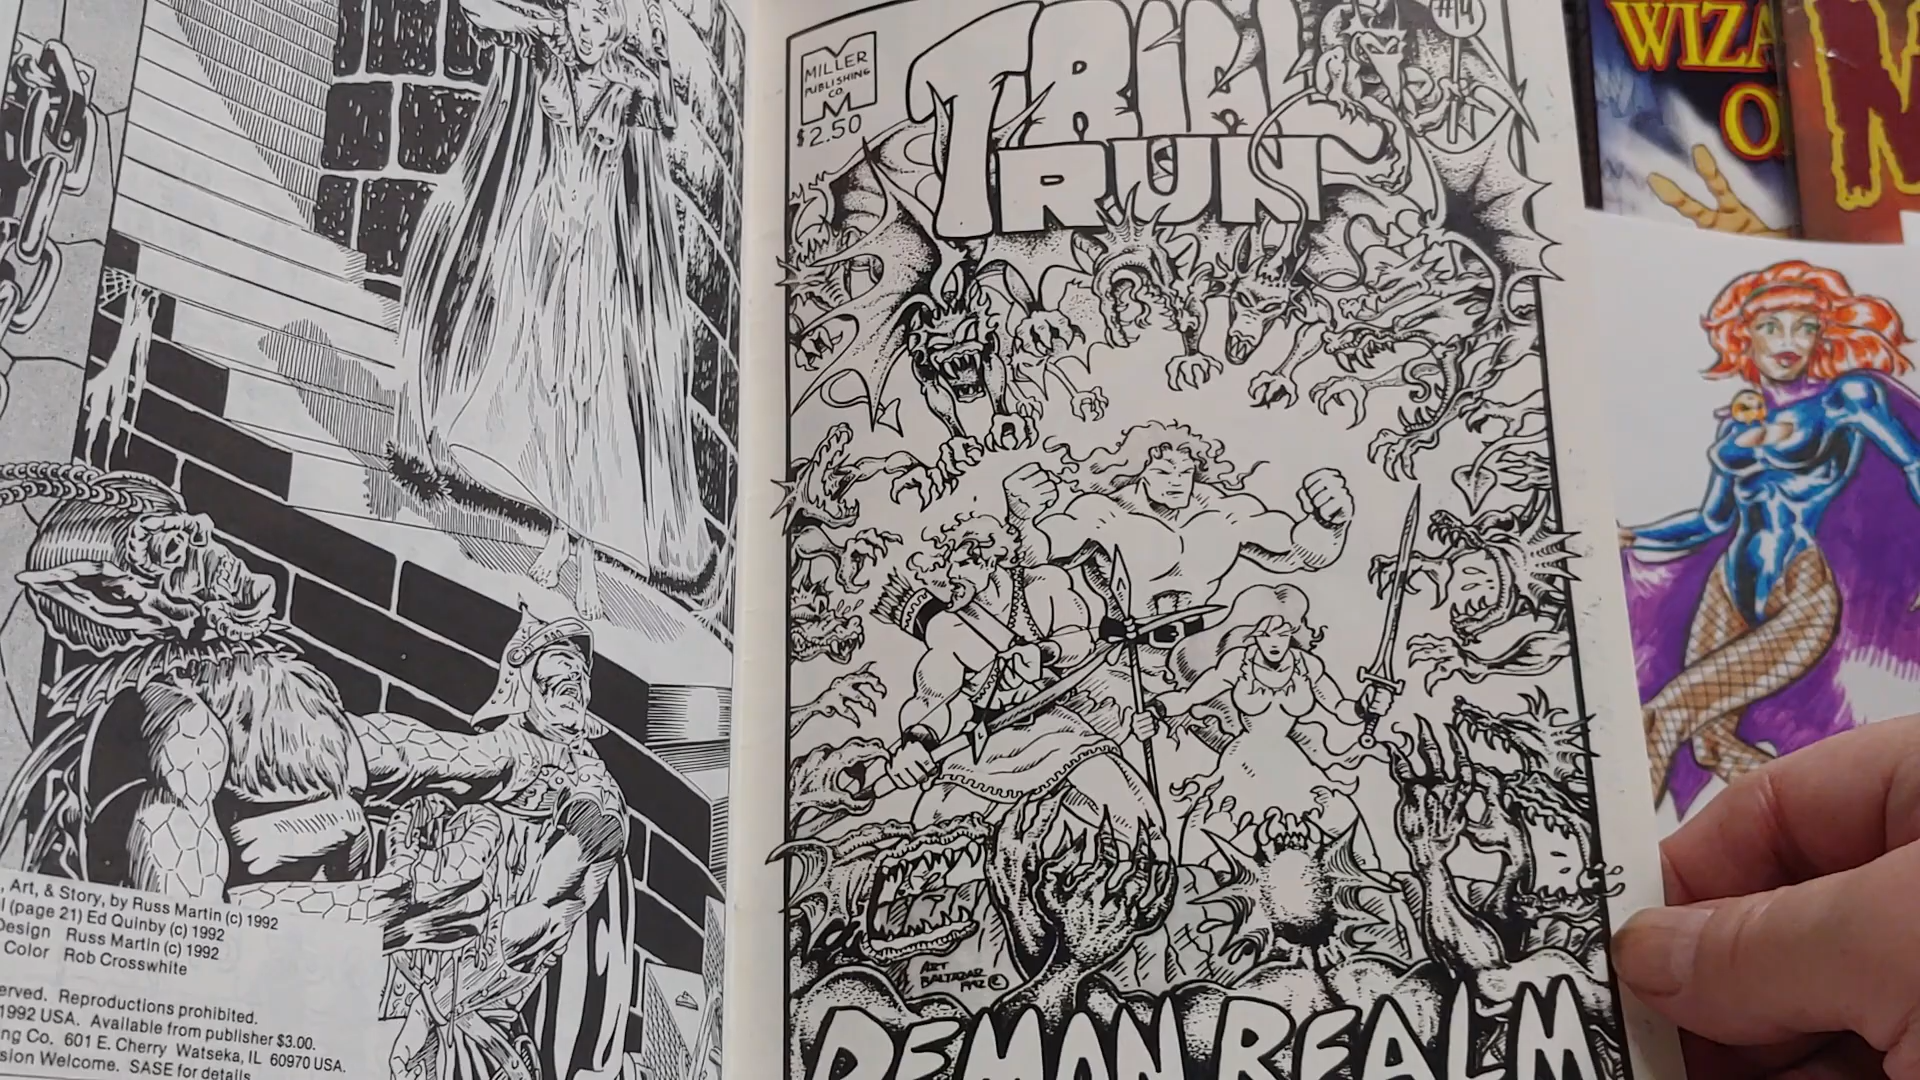 , Art, & Story, by Russ Martin (c) 1992
l (page 21) Ed Quinby (c) 1992
Design Russ Martin (c) 1992
Color Rob Crosswhite
erved. Reproductions prohibited.
1992 USA. Available from publisher $3.00.
ng Co. 601 E. Cherry Watseka, IL 60970 USA.
sion Welcome. SASE for details
MILLER
PUBLISHING
CO.
M
$2.50
#14
TRIAL
RUN
ART
BALTAZAR
1992 ©
DEMAN REALM
WIZA
O